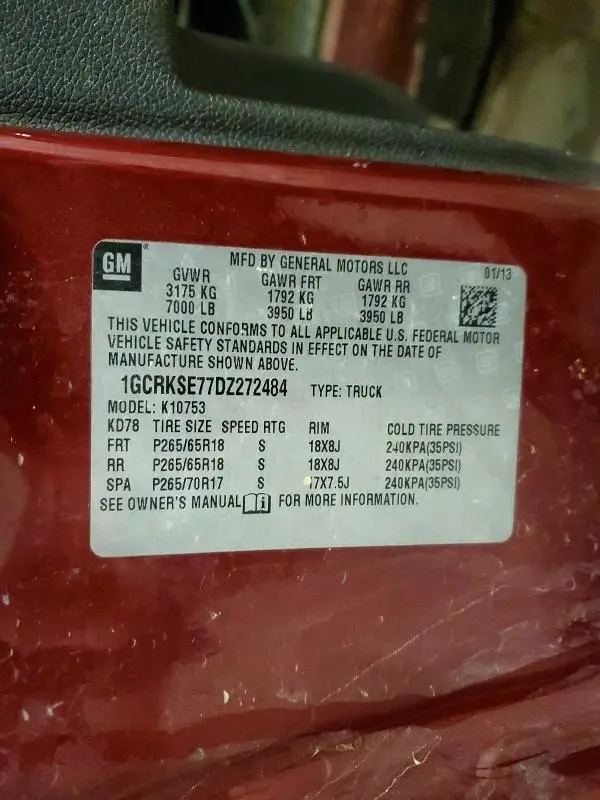 GM
MFD BY GENERAL MOTORS LLC
01/13
GVWR GAWR FRT GAWR RR
3175 KG 1792 KG 1792 KG
7000 LB 3950 LB 3950 LB
THIS VEHICLE CONFORMS TO ALL APPLICABLE U.S. FEDERAL MOTOR
VEHICLE SAFETY STANDARDS IN EFFECT ON THE DATE OF
MANUFACTURE SHOWN ABOVE.
1GCRKSE77DZ272484 TYPE: TRUCK
MODEL: K10753
KD78 TIRE SIZE SPEED RTG RIM COLD TIRE PRESSURE
FRT P265/65R18 S 18X8J 240KPA(35PSI)
RR P265/65R18 S 18X8J 240KPA(35PSI)
SPA P265/70R17 S 17X7.5J 240KPA(35PSI)
SEE OWNER'S MANUAL FOR MORE INFORMATION.